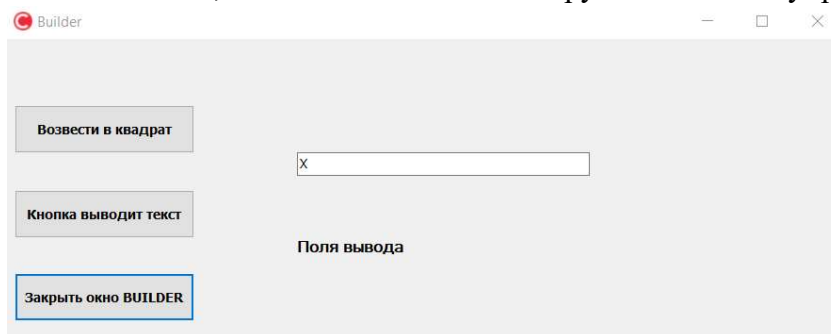 Builder
Возвести в квадрат
X
Кнопка выводит текст
Поля вывода
Закрыть окно BUILDER